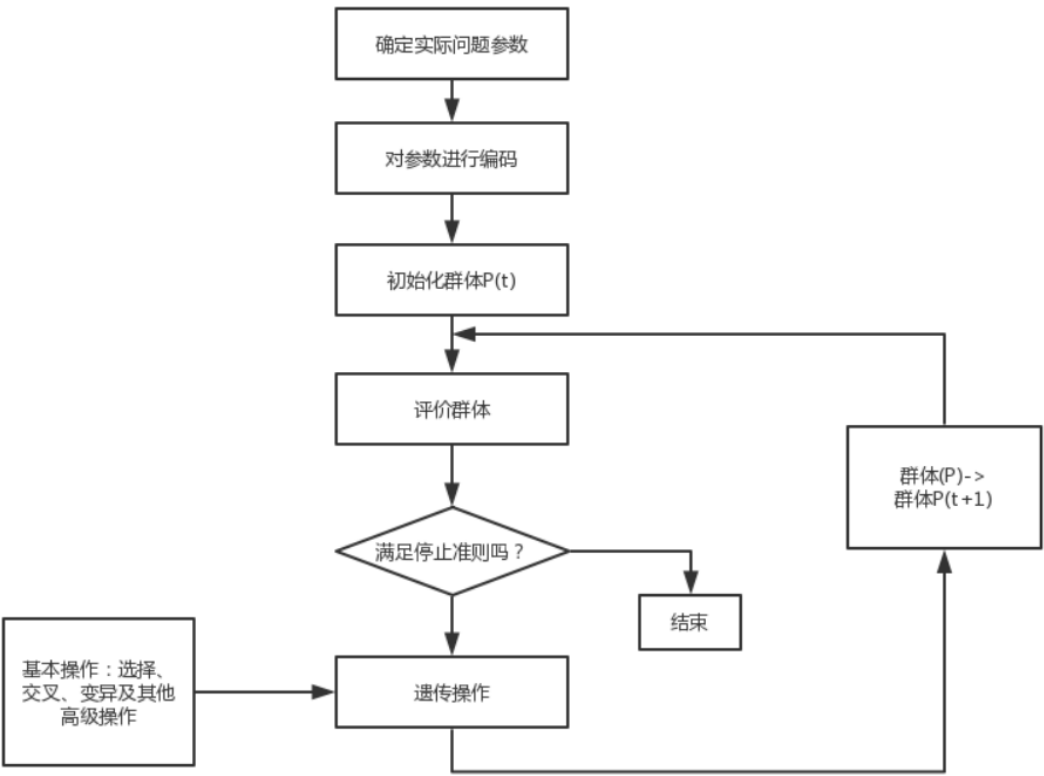 确定实际问题参数
对参数进行编码
初始化群体P(t)
评价群体
群体(P)->
群体P(t+1)
满足停止准则吗？
结束
基本操作：选择、
交叉、变异及其他
高级操作
遗传操作